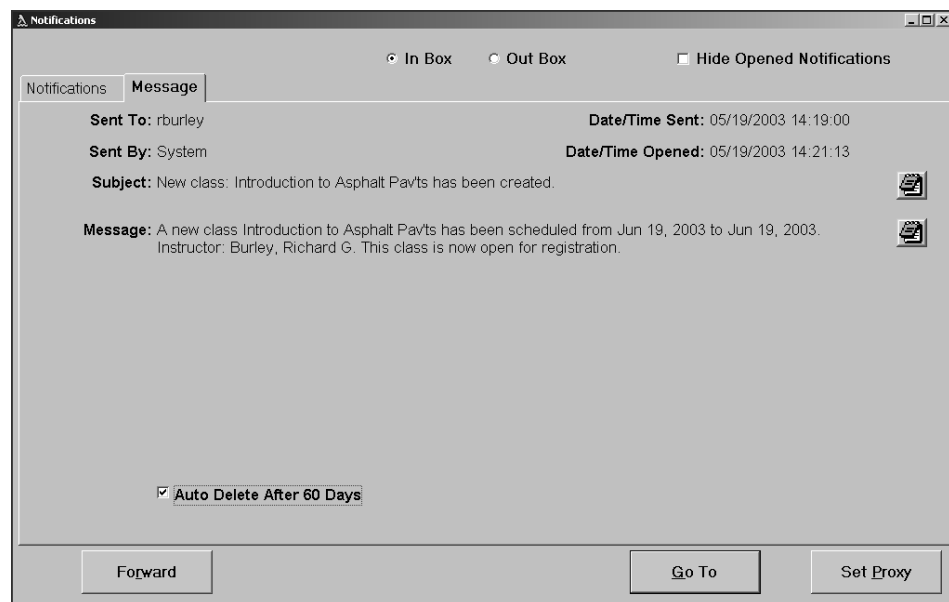 Notifications
In Box Out Box Hide Opened Notifications
Notifications Message
Sent To: rburley Date/Time Sent: 05/19/2003 14:19:00
Sent By: System Date/Time Opened: 05/19/2003 14:21:13
Subject: New class: Introduction to Asphalt Pav'ts has been created.
Message: A new class Introduction to Asphalt Pav'ts has been scheduled from Jun 19, 2003 to Jun 19, 2003.
Instructor: Burley, Richard G. This class is now open for registration.
Auto Delete After 60 Days
Forward Go To Set Proxy